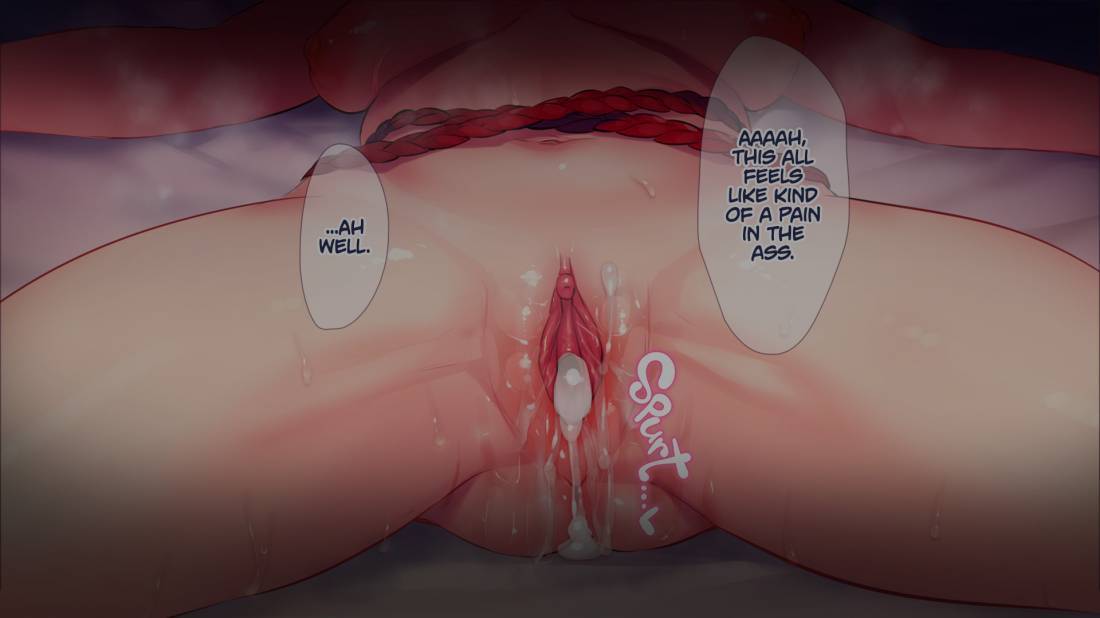 AAAAH,
THIS ALL
FEELS
LIKE KIND
OF A PAIN
IN THE
ASS.
...AH
WELL.
SPURT...